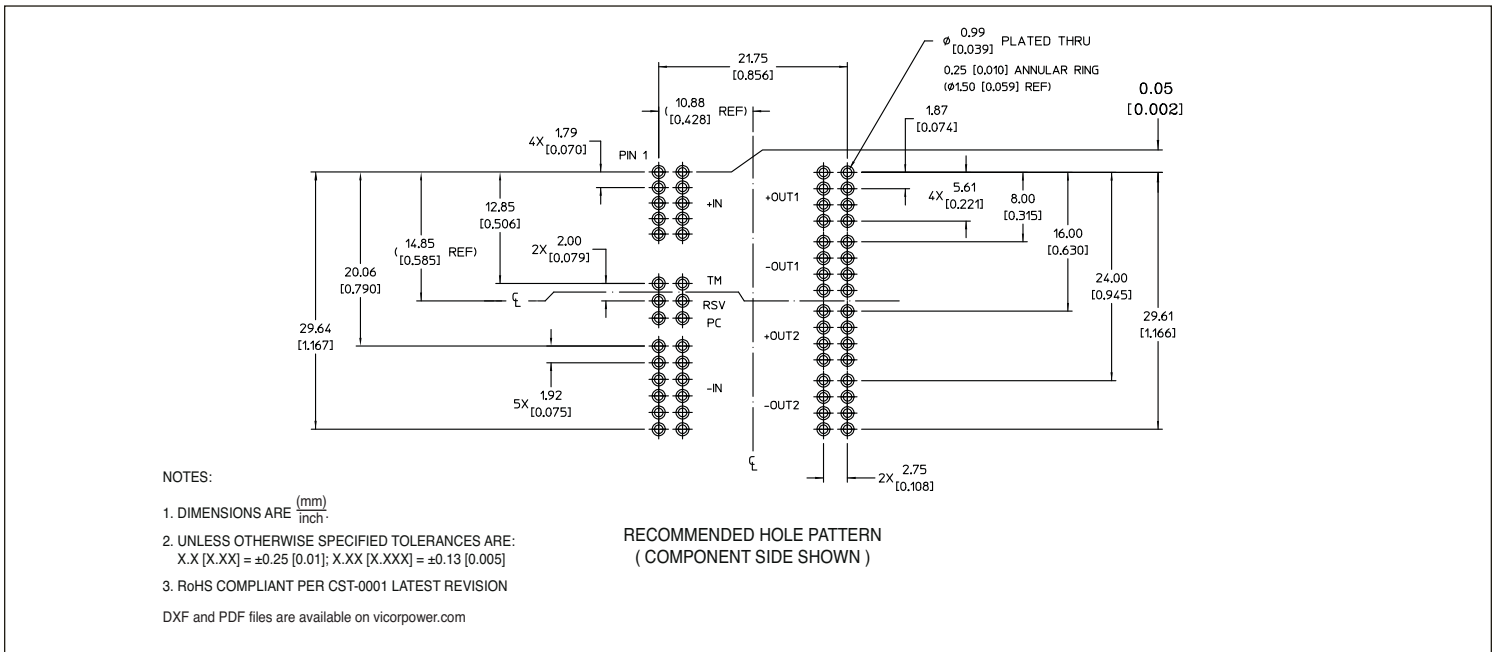 0.99
[0.039]
Ø PLATED THRU
0.25 [0.010] ANNULAR RING
(Ø1.50 [0.059] REF)
21.75
[0.856]
0.05
[0.002]
( 10.88 REF)
[0.428]
1.87
[0.074]
4X 1.79
[0.070]
PIN 1
+IN
+OUT1
4X 5.61
[0.221]
8.00
[0.315]
12.85
[0.506]
16.00
[0.630]
( 14.85 REF)
[0.585]
2X 2.00
[0.079]
-OUT1
20.06
[0.790]
TM
24.00
[0.945]
℄
RSV
PC
29.64
[1.167]
+OUT2
29.61
[1.166]
-IN
5X 1.92
[0.075]
-OUT2
℄
2X 2.75
[0.108]
NOTES:
1. DIMENSIONS ARE (mm)
inch.
2. UNLESS OTHERWISE SPECIFIED TOLERANCES ARE:
X.X [X.XX] = ±0.25 [0.01]; X.XX [X.XXX] = ±0.13 [0.005]
3. RoHS COMPLIANT PER CST-0001 LATEST REVISION
DXF and PDF files are available on vicorpower.com
RECOMMENDED HOLE PATTERN
( COMPONENT SIDE SHOWN )